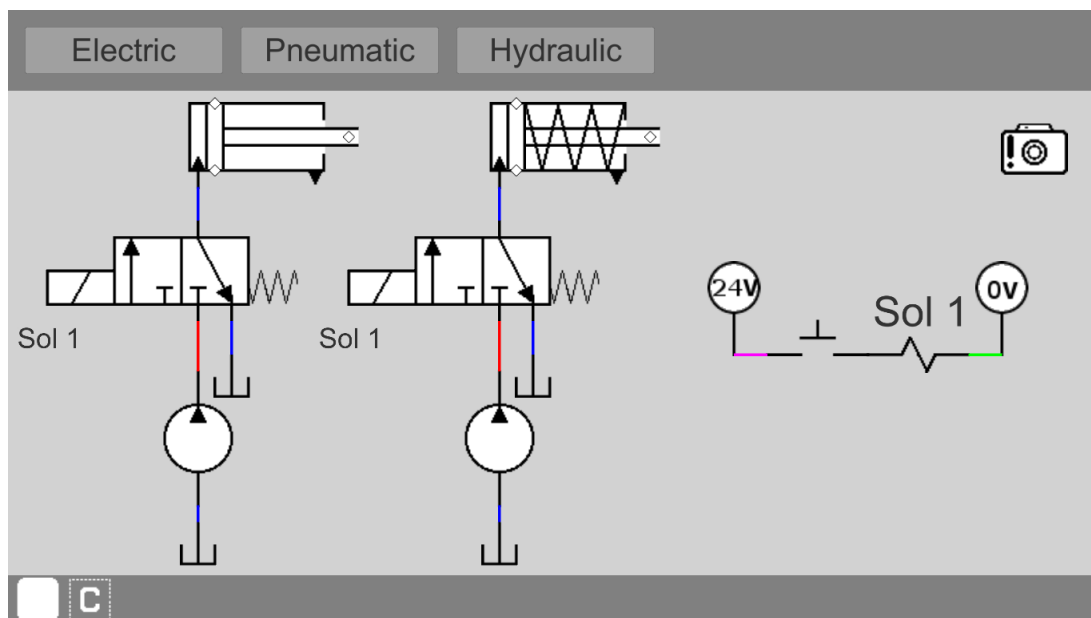 Electric
Pneumatic
Hydraulic
24V
Sol 1
0V
Sol 1
Sol 1
C